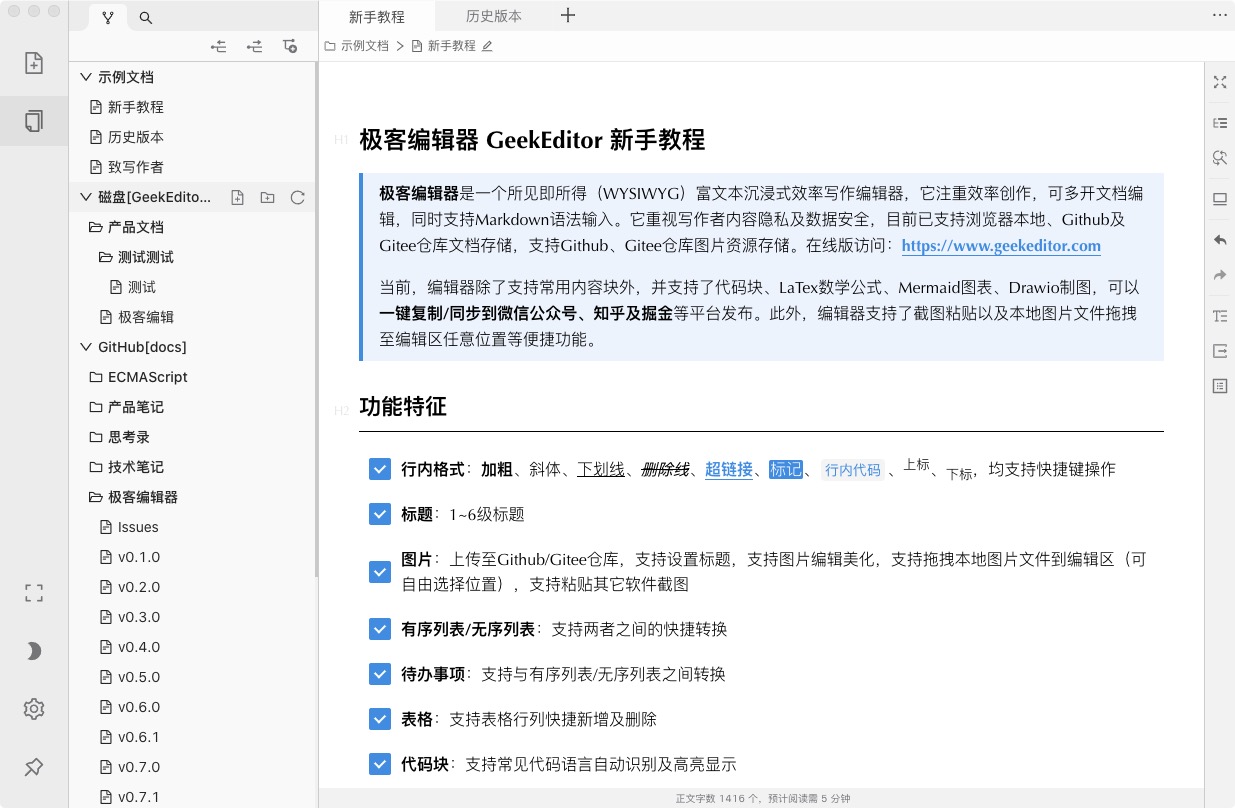 新手教程
历史版本
示例文档
新手教程
示例文档
新手教程
历史版本
致写作者
磁盘[GeekEdito...
产品文档
测试测试
测试
极客编辑
GitHub[docs]
ECMAScript
产品笔记
思考录
技术笔记
极客编辑器
Issues
v0.1.0
v0.2.0
v0.3.0
v0.4.0
v0.5.0
v0.6.0
v0.6.1
v0.7.0
v0.7.1
H1
极客编辑器 GeekEditor 新手教程
极客编辑器是一个所见即所得（WYSIWYG）富文本沉浸式效率写作编辑器，它注重效率创作，可多开文档编
辑，同时支持Markdown语法输入。它重视写作者内容隐私及数据安全，目前已支持浏览器本地、Github及
Gitee仓库文档存储，支持Github、Gitee仓库图片资源存储。在线版访问：https://www.geekeditor.com
当前，编辑器除了支持常用内容块外，并支持了代码块、LaTex数学公式、Mermaid图表、Drawio制图，可以
一键复制/同步到微信公众号、知乎及掘金等平台发布。此外，编辑器支持了截图粘贴以及本地图片文件拖拽
至编辑区任意位置等便捷功能。
H2
功能特征
行内格式：加粗、斜体、下划线、删除线、超链接、标记、行内代码、上标、下标，均支持快捷键操作
标题：1~6级标题
图片：上传至Github/Gitee仓库，支持设置标题，支持图片编辑美化，支持拖拽本地图片文件到编辑区（可
自由选择位置），支持粘贴其它软件截图
有序列表/无序列表：支持两者之间的快捷转换
待办事项：支持与有序列表/无序列表之间转换
表格：支持表格行列快捷新增及删除
代码块：支持常见代码语言自动识别及高亮显示
正文字数 1416 个，预计阅读需 5 分钟